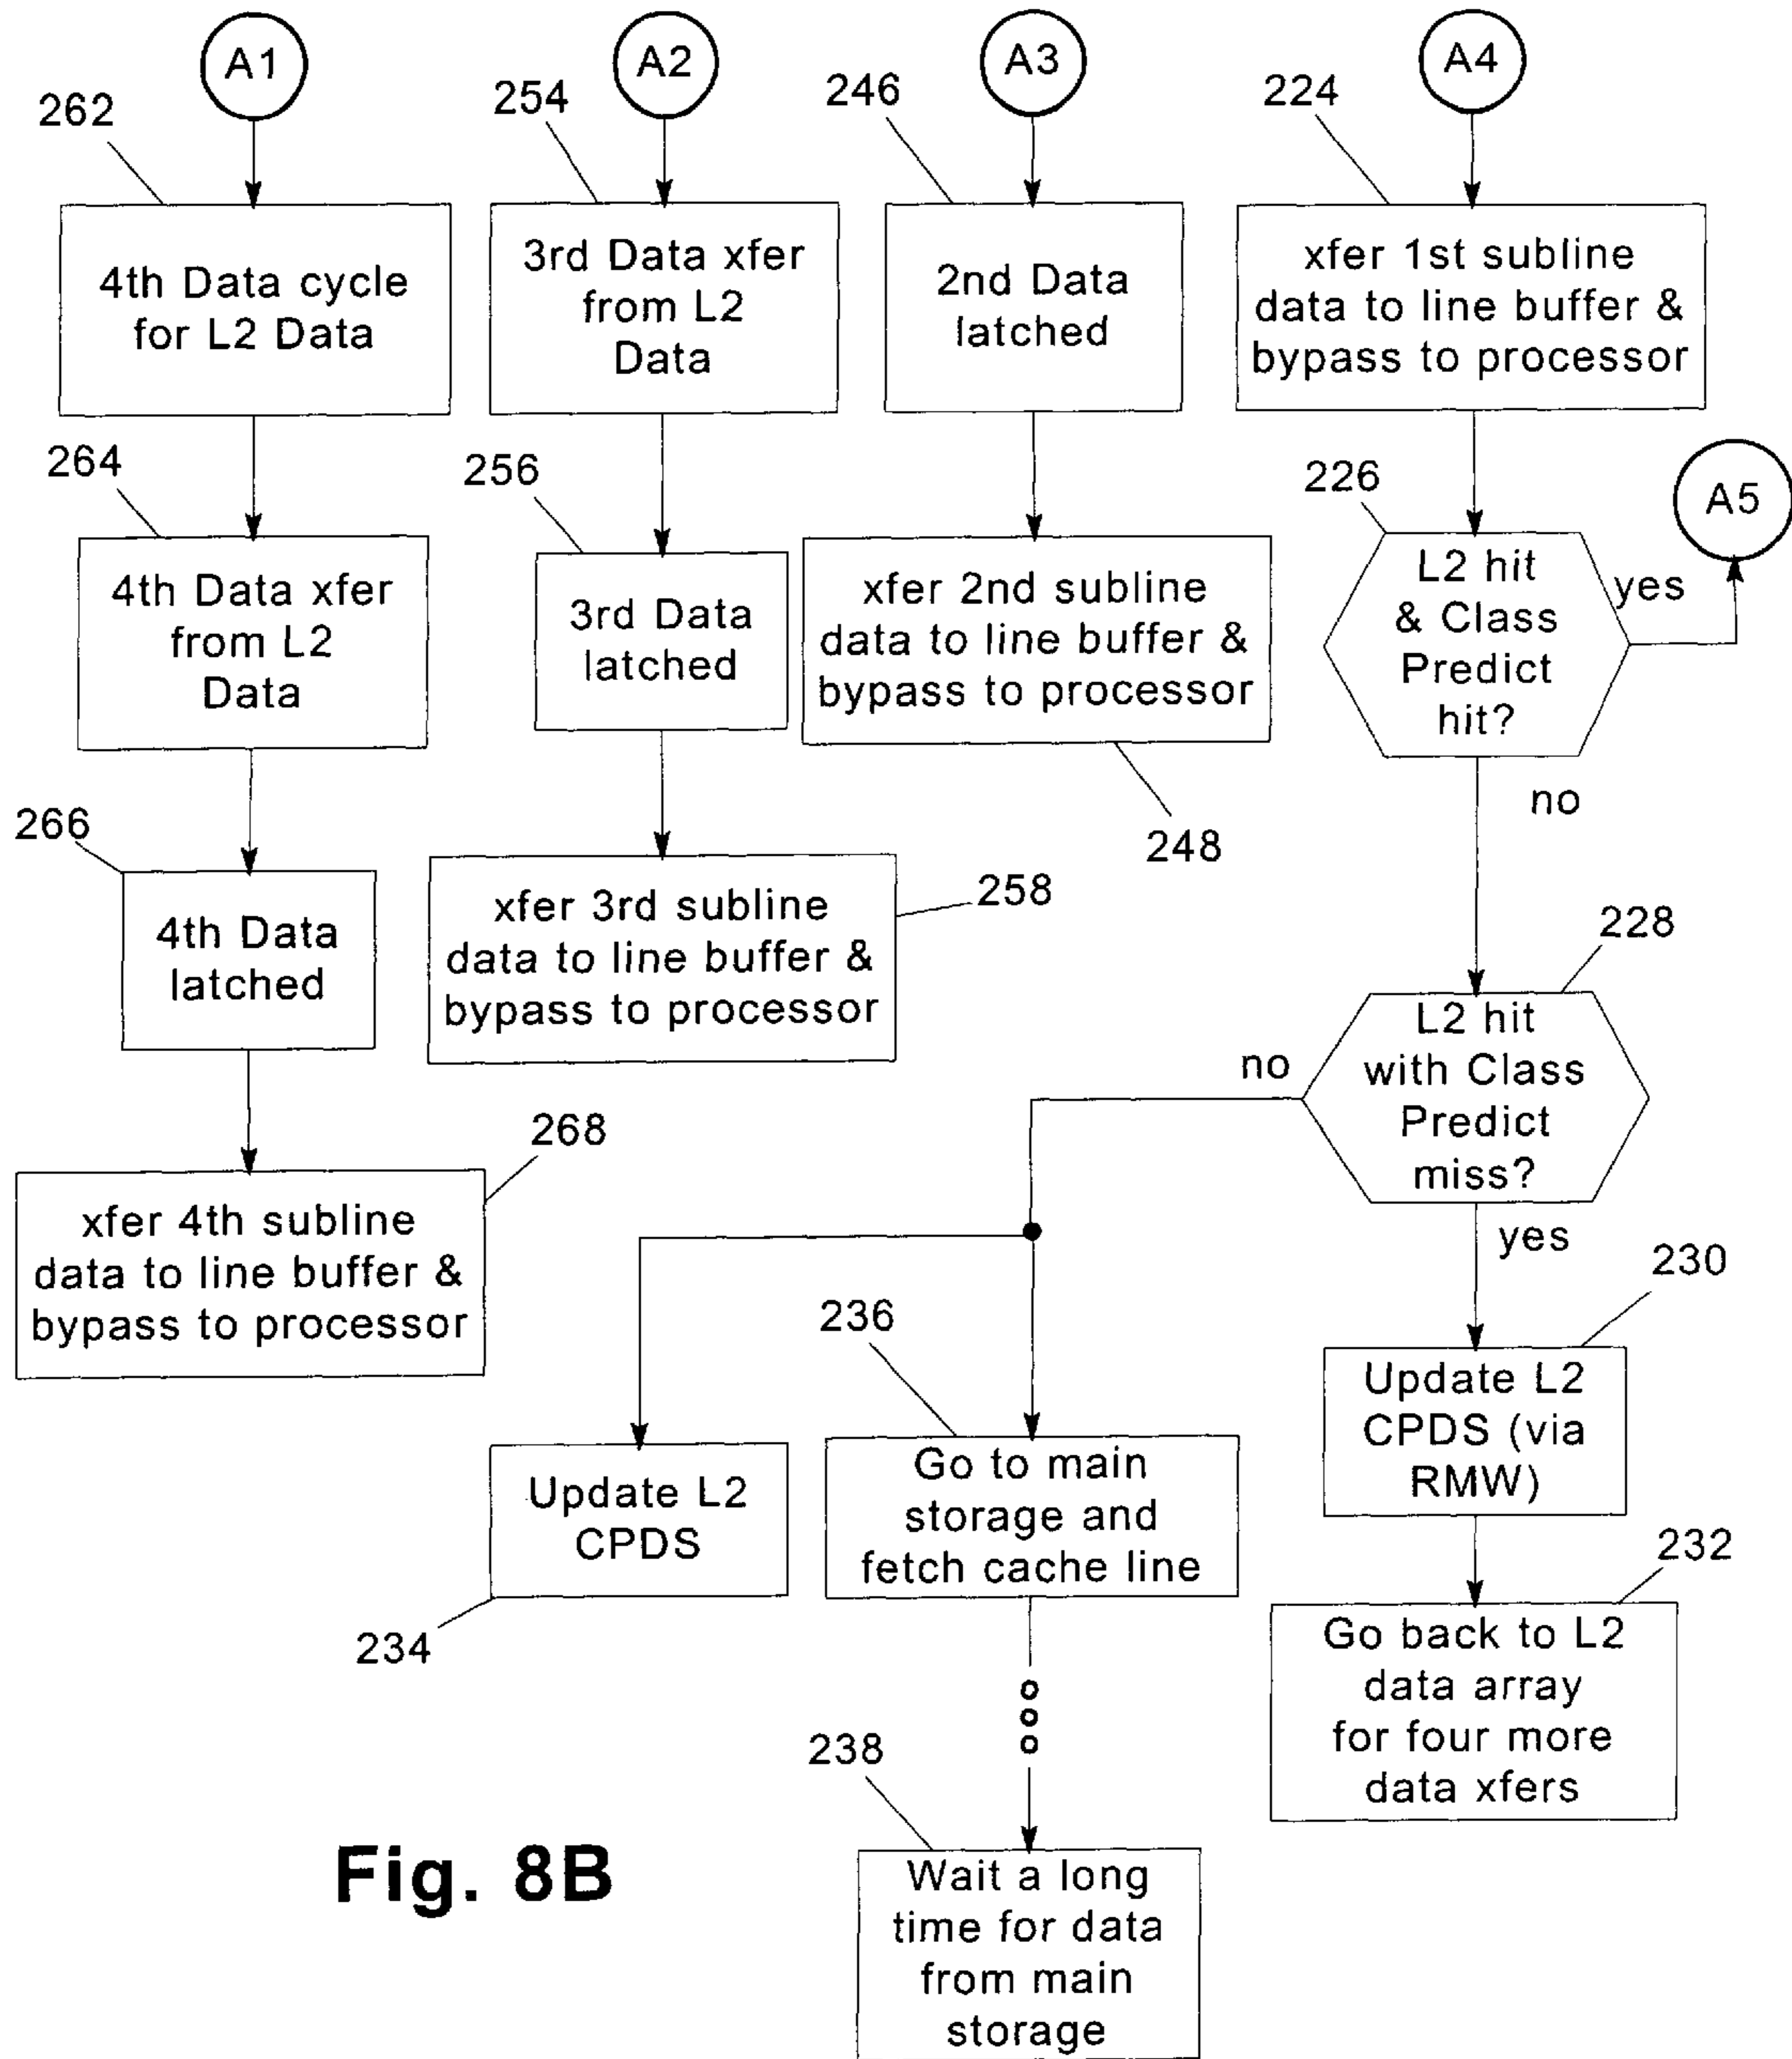 A1
A2
A3
A4
262
254
246
224
4th Data cycle
for L2 Data
3rd Data xfer
from L2
Data
2nd Data
latched
xfer 1st subline
data to line buffer &
bypass to processor
264
256
226
A5
4th Data xfer
from L2
Data
3rd Data
latched
xfer 2nd subline
data to line buffer &
bypass to processor
248
L2 hit
& Class
Predict
hit?
yes
no
266
4th Data
latched
xfer 3rd subline
data to line buffer &
bypass to processor
258
228
L2 hit
with Class
Predict
miss?
no
yes
268
xfer 4th subline
data to line buffer &
bypass to processor
236
230
Update L2
CPDS
234
Go to main
storage and
fetch cache line
Update L2
CPDS (via
RMW)
232
Go back to L2
data array
for four more
data xfers
238
Wait a long
time for data
from main
storage
Fig. 8B